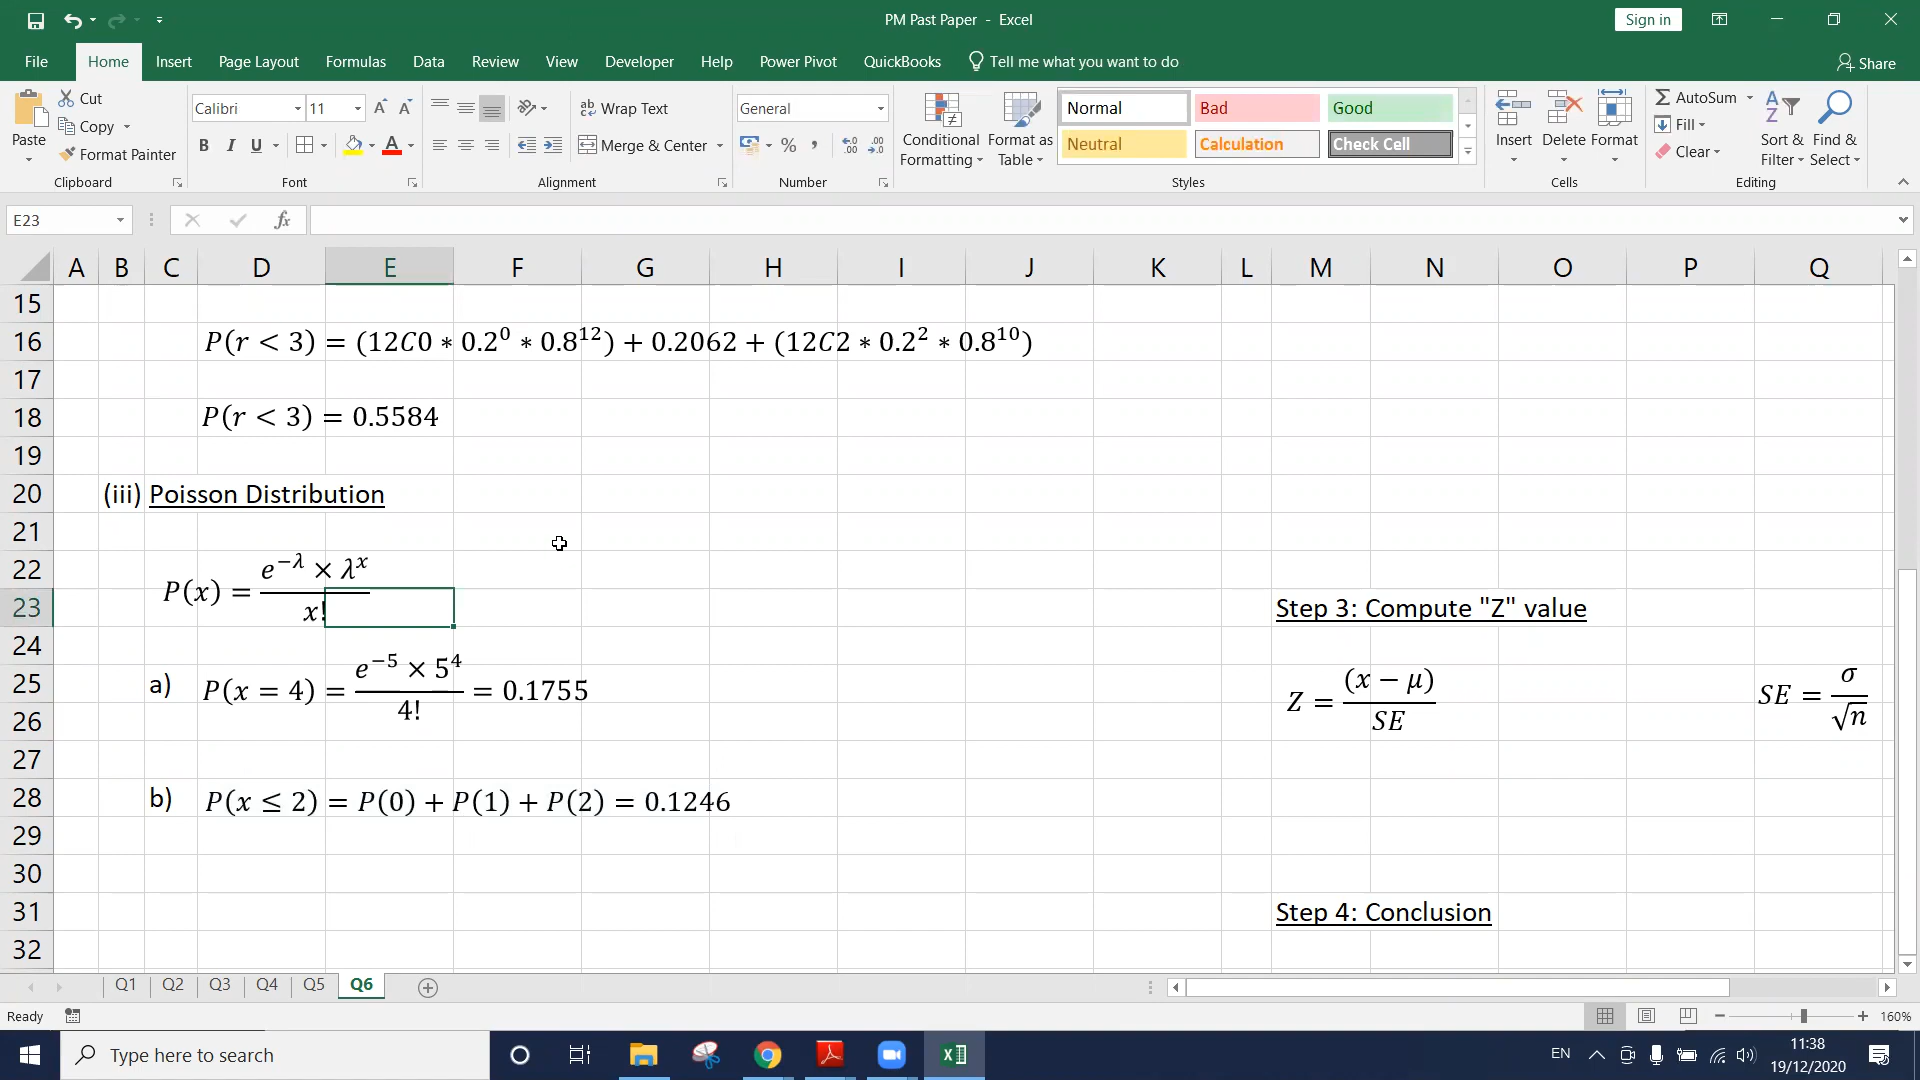 PM Past Paper - Excel
Sign in
File Home Insert Page Layout Formulas Data Review View Developer Help Power Pivot QuickBooks Tell me what you want to do
Share
Paste
Cut
Copy
Format Painter
Clipboard
Calibri 11
B I U
Font
Wrap Text
Merge & Center
Alignment
General
Number
Conditional Formatting
Format as Table
Normal Bad Good
Neutral Calculation Check Cell
Styles
Insert Delete Format
Cells
AutoSum
Fill
Clear
Sort & Filter
Find & Select
Editing
E23
fx
A B C D E F G H I J K L M N O P Q
15
16 P(r < 3) = (12C0 * 0.2⁰ * 0.8¹²) + 0.2062 + (12C2 * 0.2² * 0.8¹⁰)
17
18 P(r < 3) = 0.5584
19
20 (iii) Poisson Distribution
21
22 P(x) = e^−λ × λ^x / x!
23 Step 3: Compute "Z" value
24
25 a) P(x = 4) = e⁻⁵ × 5⁴ / 4! = 0.1755 Z = (x − μ) / SE SE = σ / √n
26
27
28 b) P(x ≤ 2) = P(0) + P(1) + P(2) = 0.1246
29
30
31 Step 4: Conclusion
32
Q1 Q2 Q3 Q4 Q5 Q6
Ready
160%
Type here to search
EN
11:38
19/12/2020